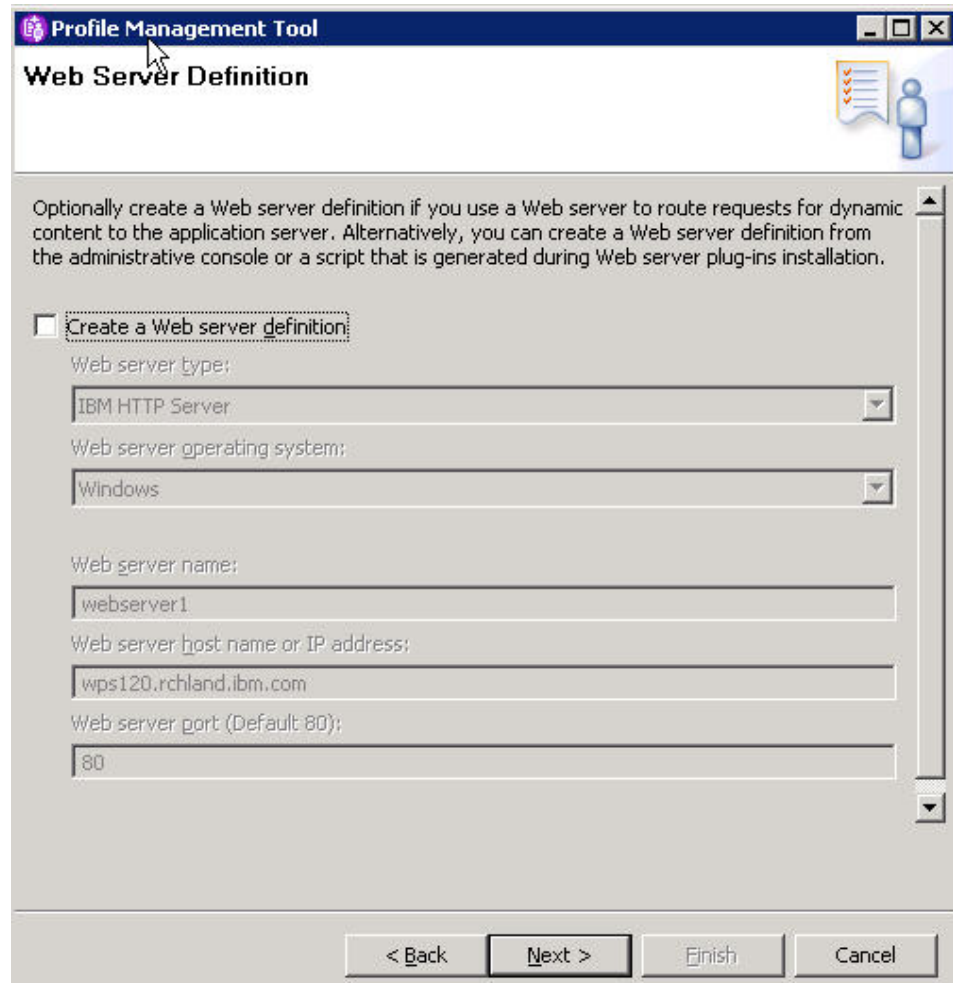 Profile Management Tool
Web Server Definition
Optionally create a Web server definition if you use a Web server to route requests for dynamic
content to the application server. Alternatively, you can create a Web server definition from
the administrative console or a script that is generated during Web server plug-ins installation.
Create a Web server definition
Web server type:
IBM HTTP Server
Web server operating system:
Windows
Web server name:
webserver1
Web server host name or IP address:
wps120.rchland.ibm.com
Web server port (Default 80):
80
< Back
Next >
Finish
Cancel